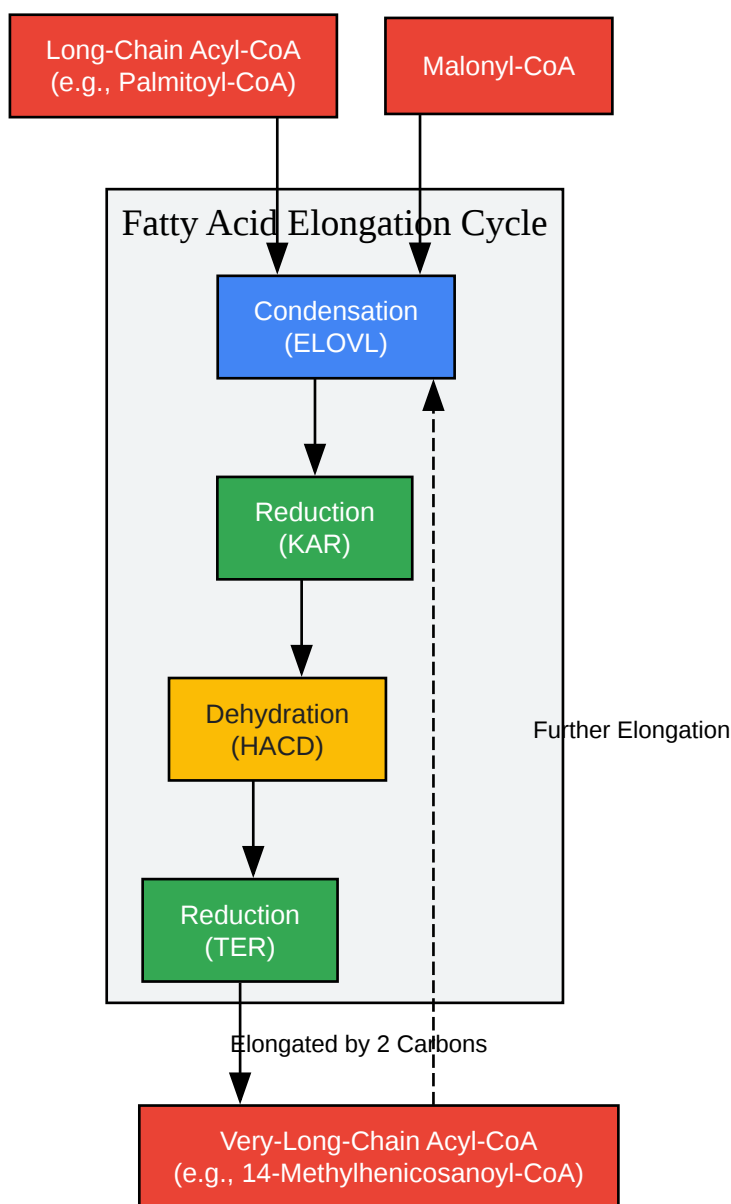 Long-Chain Acyl-CoA
(e.g., Palmitoyl-CoA)
Malonyl-CoA
Fatty Acid Elongation Cycle
Condensation
(ELOVL)
Reduction
(KAR)
Dehydration
(HACD)
Further Elongation
Reduction
(TER)
Elongated by 2 Carbons
Very-Long-Chain Acyl-CoA
(e.g., 14-Methylhenicosanoyl-CoA)